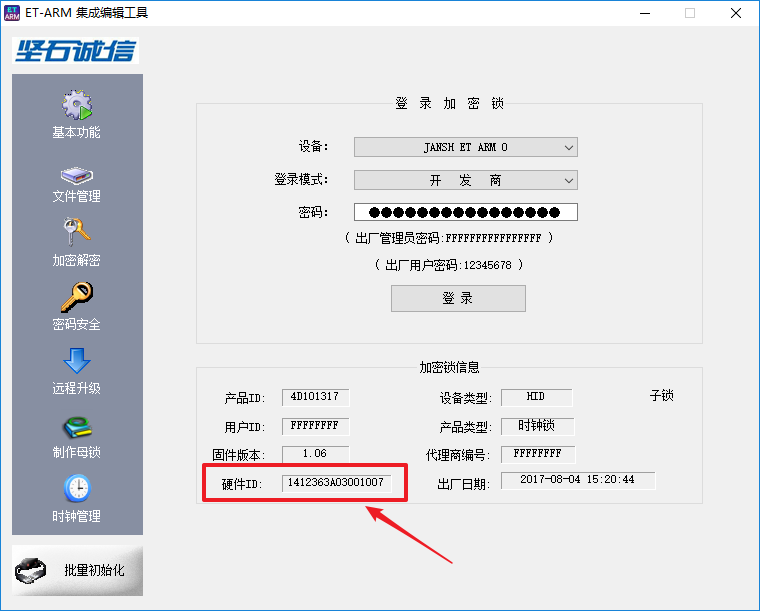 ET-ARM 集成编辑工具
坚石诚信
基本功能
文件管理
加密解密
密码安全
远程升级
制作母锁
时钟管理
批量初始化
登 录 加 密 锁
设备: JANSH ET ARM 0
登录模式: 开 发 商
密码: ●●●●●●●●●●●●●●●●
( 出厂管理员密码:FFFFFFFFFFFFFFFF )
( 出厂用户密码:12345678 )
登 录
加密锁信息
产品ID: 4D101317 设备类型: HID 子锁
用户ID: FFFFFFFF 产品类型: 时钟锁
固件版本: 1.06 代理商编号: FFFFFFFF
硬件ID: 1412363A03001007 出厂日期: 2017-08-04 15:20:44